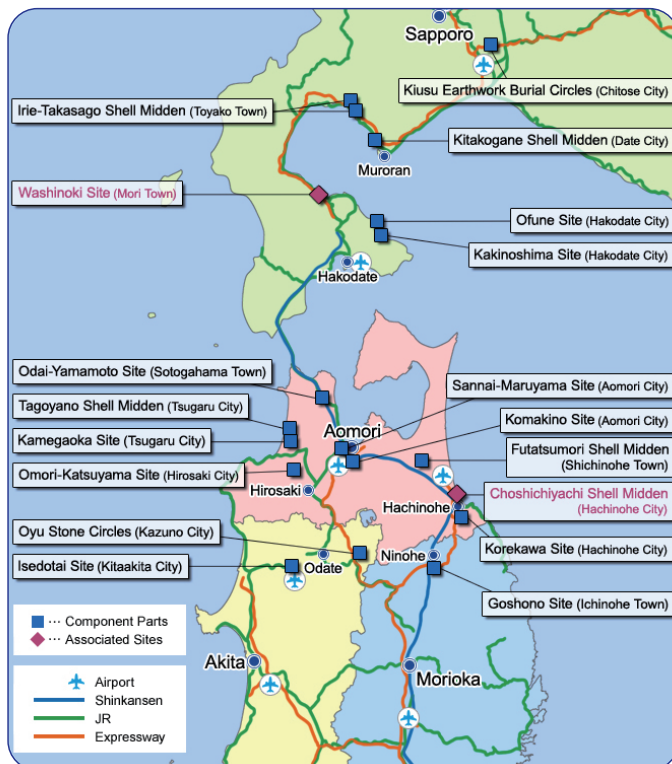 Sapporo
Kiusu Earthwork Burial Circles (Chitose City)
Irie-Takasago Shell Midden (Toyako Town)
Kitakogane Shell Midden (Date City)
Muroran
Washinoki Site (Mori Town)
Ofune Site (Hakodate City)
Kakinoshima Site (Hakodate City)
Hakodate
Odai-Yamamoto Site (Sotogahama Town)
Sannai-Maruyama Site (Aomori City)
Tagoyano Shell Midden (Tsugaru City)
Aomori
Komakino Site (Aomori City)
Kamegaoka Site (Tsugaru City)
Futatsumori Shell Midden
(Shichinohe Town)
Omori-Katsuyama Site (Hirosaki City)
Hirosaki
Choshichiyachi Shell Midden
(Hachinohe City)
Hachinohe
Oyu Stone Circles (Kazuno City)
Korekawa Site (Hachinohe City)
Ninohe
Isedotai Site (Kitaakita City)
Odate
Goshono Site (Ichinohe Town)
··· Component Parts
··· Associated Sites
Akita
Morioka
Airport
Shinkansen
JR
Expressway